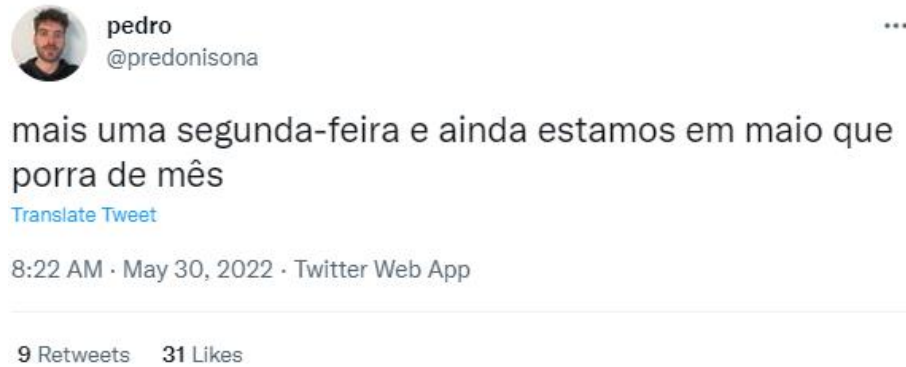 pedro
@predonisona
mais uma segunda-feira e ainda estamos em maio que
porra de mês
Translate Tweet
8:22 AM · May 30, 2022 · Twitter Web App
9 Retweets 31 Likes